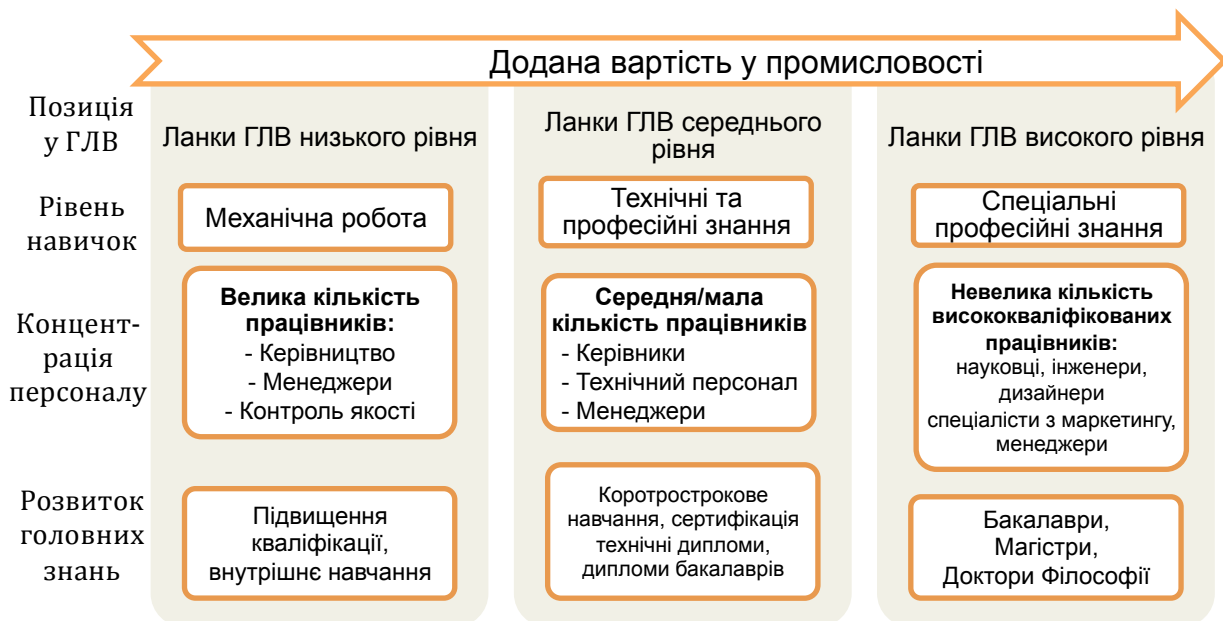 Додана вартість у промисловості
Позиція
у ГЛВ
Ланки ГЛВ низького рівня
Ланки ГЛВ середнього
рівня
Ланки ГЛВ високого рівня
Рівень
навичок
Механічна робота
Технічні та
професійні знання
Спеціальні
професійні знання
Концент-
рація
персоналу
Велика кількість
працівників:
- Керівництво
- Менеджери
- Контроль якості
Середня/мала
кількість працівників
- Керівники
- Технічний персонал
- Менеджери
Невелика кількість
висококваліфікованих
працівників:
науковці, інженери,
дизайнери
спеціалісти з маркетингу,
менеджери
Розвиток
головних
знань
Підвищення
кваліфікації,
внутрішнє навчання
Коротрострокове
навчання, сертифікація
технічні дипломи,
дипломи бакалаврів
Бакалаври,
Магістри,
Доктори Філософії